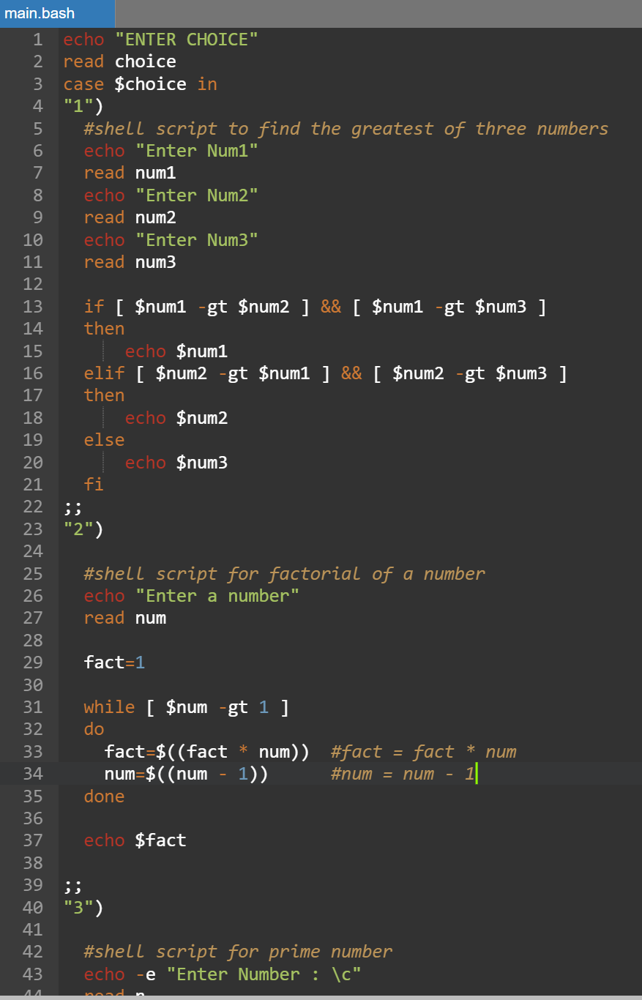 main.bash
1 echo "ENTER CHOICE"
2 read choice
3 case $choice in
4 "1")
5   #shell script to find the greatest of three numbers
6   echo "Enter Num1"
7   read num1
8   echo "Enter Num2"
9   read num2
10   echo "Enter Num3"
11   read num3
12
13   if [ $num1 -gt $num2 ] && [ $num1 -gt $num3 ]
14   then
15       echo $num1
16   elif [ $num2 -gt $num1 ] && [ $num2 -gt $num3 ]
17   then
18       echo $num2
19   else
20       echo $num3
21   fi
22 ;;
23 "2")
24
25   #shell script for factorial of a number
26   echo "Enter a number"
27   read num
28
29   fact=1
30
31   while [ $num -gt 1 ]
32   do
33     fact=$((fact * num))  #fact = fact * num
34     num=$((num - 1))      #num = num - 1
35   done
36
37   echo $fact
38
39 ;;
40 "3")
41
42   #shell script for prime number
43   echo -e "Enter Number : \c"
44   read n